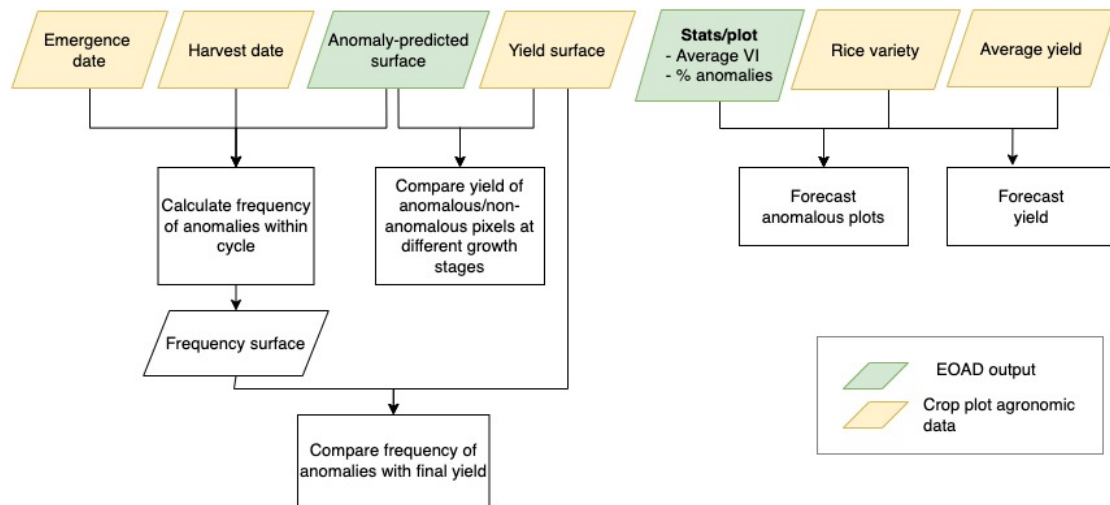 Emergence
date
Harvest date
Anomaly-predicted
surface
Yield surface
Stats/plot
- Average VI
- % anomalies
Rice variety
Average yield
Calculate frequency
of anomalies within
cycle
Compare yield of
anomalous/non-
anomalous pixels at
different growth
stages
Forecast
anomalous plots
Forecast
yield
Frequency surface
EOAD output
Crop plot agronomic
data
Compare frequency of
anomalies with final yield